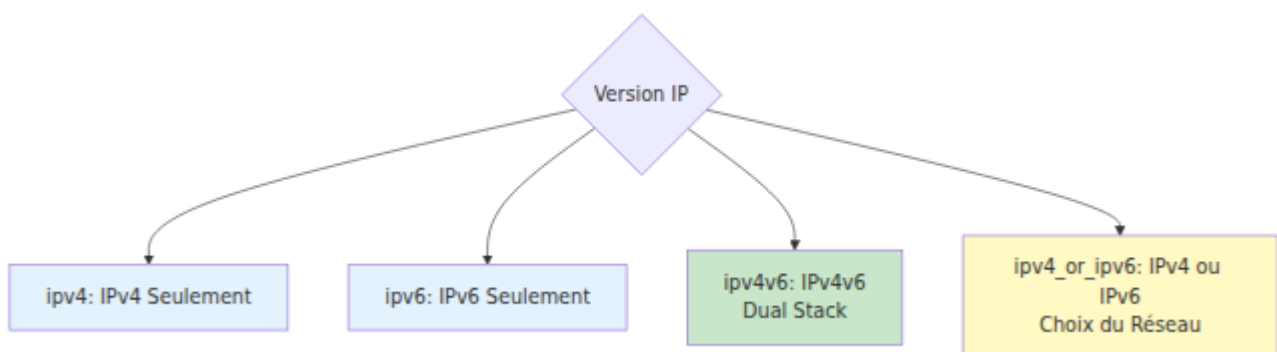 Version IP
ipv4: IPv4 Seulement
ipv6: IPv6 Seulement
ipv4v6: IPv4v6
Dual Stack
ipv4_or_ipv6: IPv4 ou
IPv6
Choix du Réseau